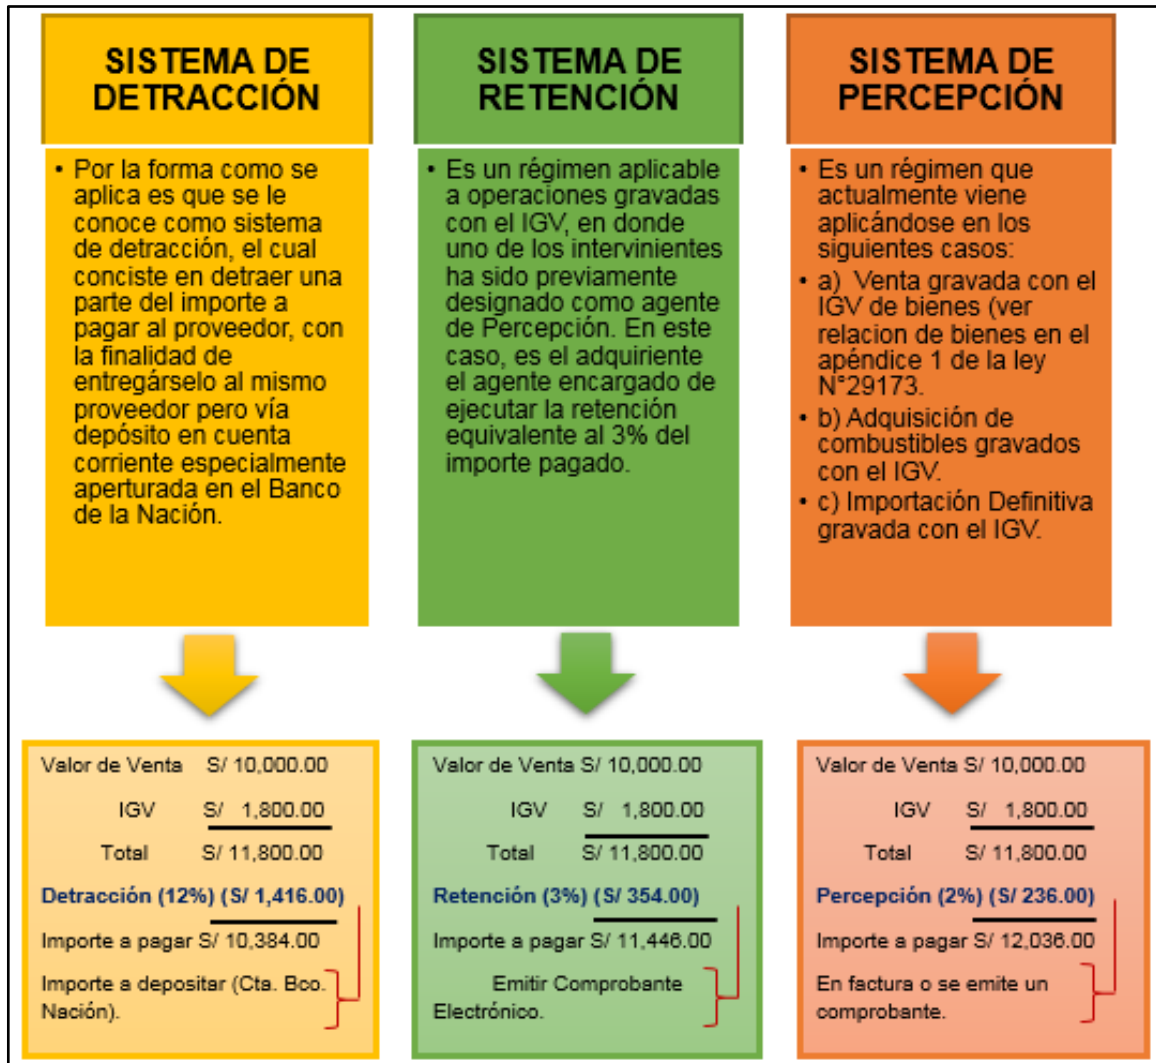 SISTEMA DE
DETRACCIÓN
• Por la forma como se
aplica es que se le
conoce como sistema
de detracción, el cual
conciste en detraer una
parte del importe a
pagar al proveedor, con
la finalidad de
entregárselo al mismo
proveedor pero vía
depósito en cuenta
corriente especialmente
aperturada en el Banco
de la Nación.
Valor de Venta S/ 10,000.00
IGV S/ 1,800.00
Total S/ 11,800.00
Detracción (12%) (S/ 1,416.00)
Importe a pagar S/ 10,384.00
Importe a depositar (Cta. Bco.
Nación).
SISTEMA DE
RETENCIÓN
• Es un régimen aplicable
a operaciones gravadas
con el IGV, en donde
uno de los intervinientes
ha sido previamente
designado como agente
de Percepción. En este
caso, es el adquiriente
el agente encargado de
ejecutar la retención
equivalente al 3% del
importe pagado.
Valor de Venta S/ 10,000.00
IGV S/ 1,800.00
Total S/ 11,800.00
Retención (3%) (S/ 354.00)
Importe a pagar S/ 11,446.00
Emitir Comprobante
Electrónico.
SISTEMA DE
PERCEPCIÓN
• Es un régimen que
actualmente viene
aplicándose en los
siguientes casos:
• a) Venta gravada con el
IGV de bienes (ver
relacion de bienes en el
apéndice 1 de la ley
N°29173.
• b) Adquisición de
combustibles gravados
con el IGV.
• c) Importación Definitiva
gravada con el IGV.
Valor de Venta S/ 10,000.00
IGV S/ 1,800.00
Total S/ 11,800.00
Percepción (2%) (S/ 236.00)
Importe a pagar S/ 12,036.00
En factura o se emite un
comprobante.